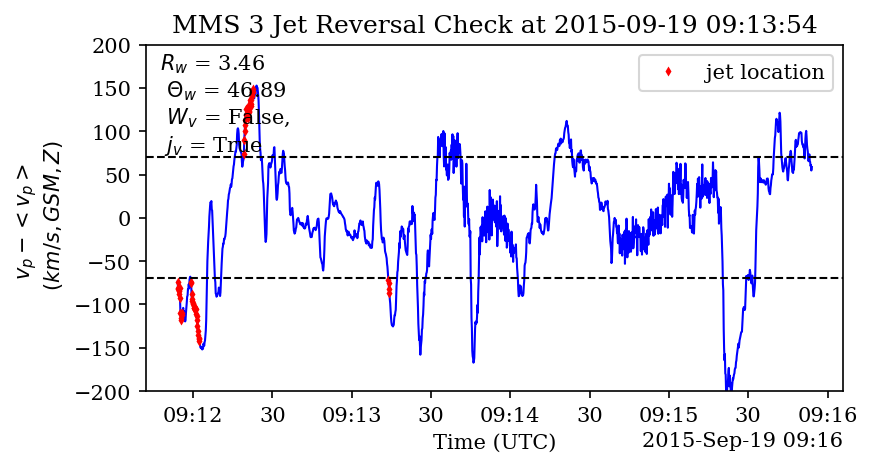 MMS 3 Jet Reversal Check at 2015-09-19 09:13:54
R_w = 3.46
Θ_w = 46.89
W_v = False,
j_v = True
jet location
v_p − < v_p >
(km/s, GSM, Z)
200
150
100
50
0
−50
−100
−150
−200
09:12 30 09:13 30 09:14 30 09:15 30 09:16
Time (UTC)
2015-Sep-19 09:16